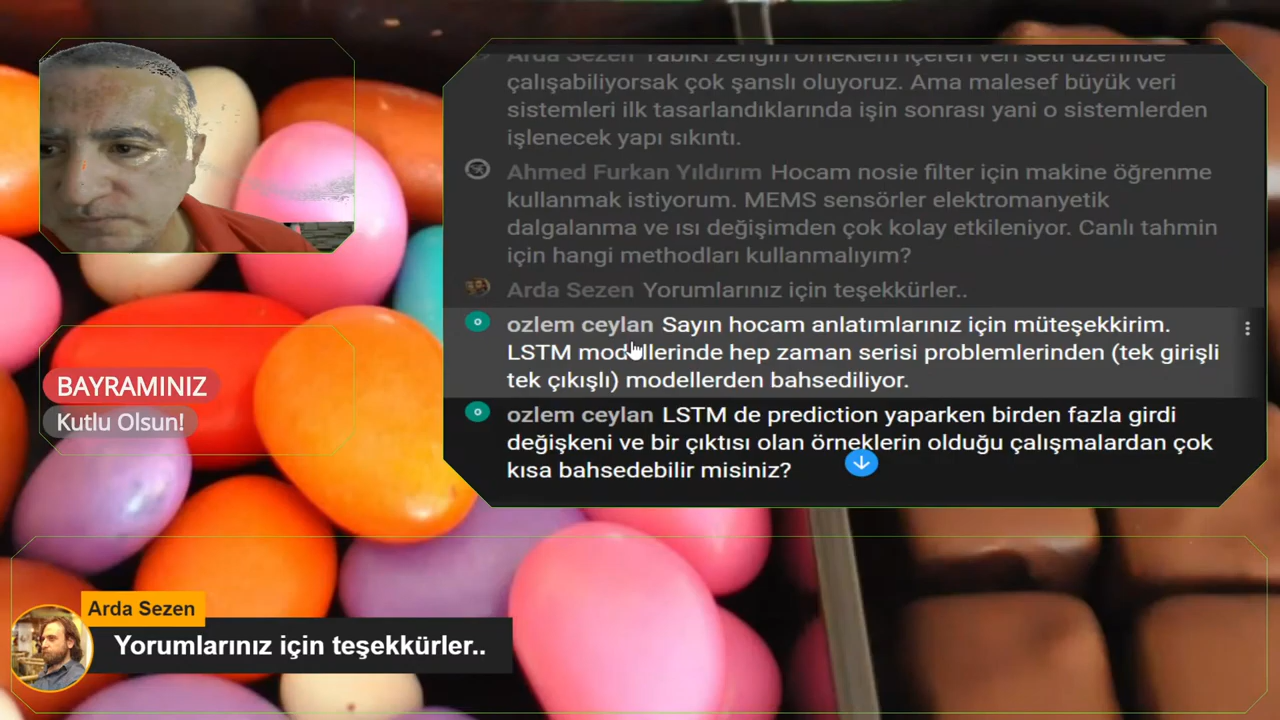 Arda Sezen Tabiki zengin örneklem içeren veri seti üzerinde
çalışabiliyorsak çok şanslı oluyoruz. Ama malesef büyük veri
sistemleri ilk tasarlandıklarında işin sonrası yani o sistemlerden
işlenecek yapı sıkıntı.
Ahmed Furkan Yıldırım Hocam nosie filter için makine öğrenme
kullanmak istiyorum. MEMS sensörler elektromanyetik
dalgalanma ve ısı değişimden çok kolay etkileniyor. Canlı tahmin
için hangi methodları kullanmalıyım?
Arda Sezen Yorumlarınız için teşekkürler..
o ozlem ceylan Sayın hocam anlatımlarınız için müteşekkirim.
LSTM modellerinde hep zaman serisi problemlerinden (tek girişli
tek çıkışlı) modellerden bahsediliyor.
o ozlem ceylan LSTM de prediction yaparken birden fazla girdi
değişkeni ve bir çıktısı olan örneklerin olduğu çalışmalardan çok
kısa bahsedebilir misiniz?
BAYRAMINIZ
Kutlu Olsun!
Arda Sezen
Yorumlarınız için teşekkürler..